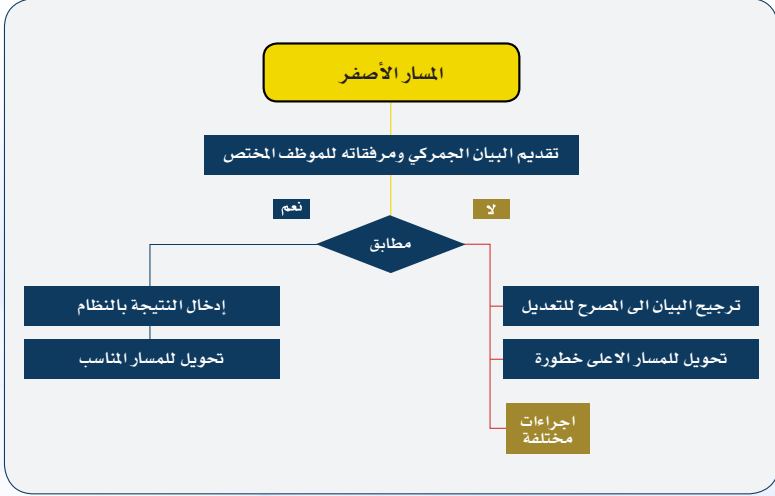 المسار الأصفر
تقديم البيان الجمركي ومرفقاته للموظف المختص
لا
نعم
مطابق
ترجيح البيان الى المصرح للتعديل
إدخال النتيجة بالنظام
تحويل للمسار الاعلى خطورة
تحويل للمسار المناسب
اجراءات
مختلفة